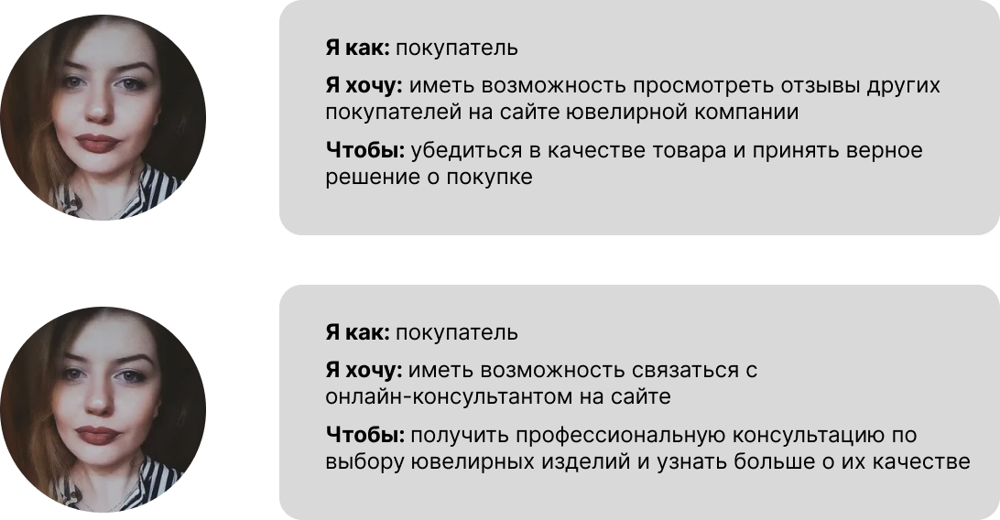 Я как: покупатель
Я хочу: иметь возможность просмотреть отзывы других
покупателей на сайте ювелирной компании
Чтобы: убедиться в качестве товара и принять верное
решение о покупке
Я как: покупатель
Я хочу: иметь возможность связаться с
онлайн-консультантом на сайте
Чтобы: получить профессиональную консультацию по
выбору ювелирных изделий и узнать больше о их качестве